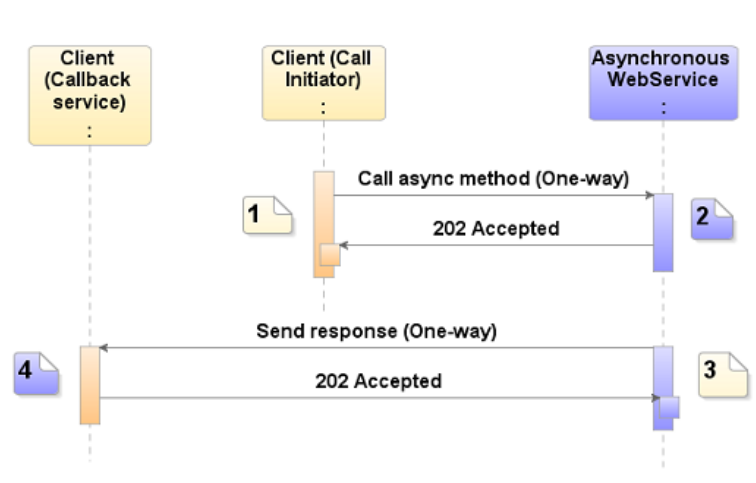 Client
(Callback
service)
:
Client (Call
Initiator)
:
Asynchronous
WebService
:
Call async method (One-way)
1
2
202 Accepted
Send response (One-way)
4
3
202 Accepted